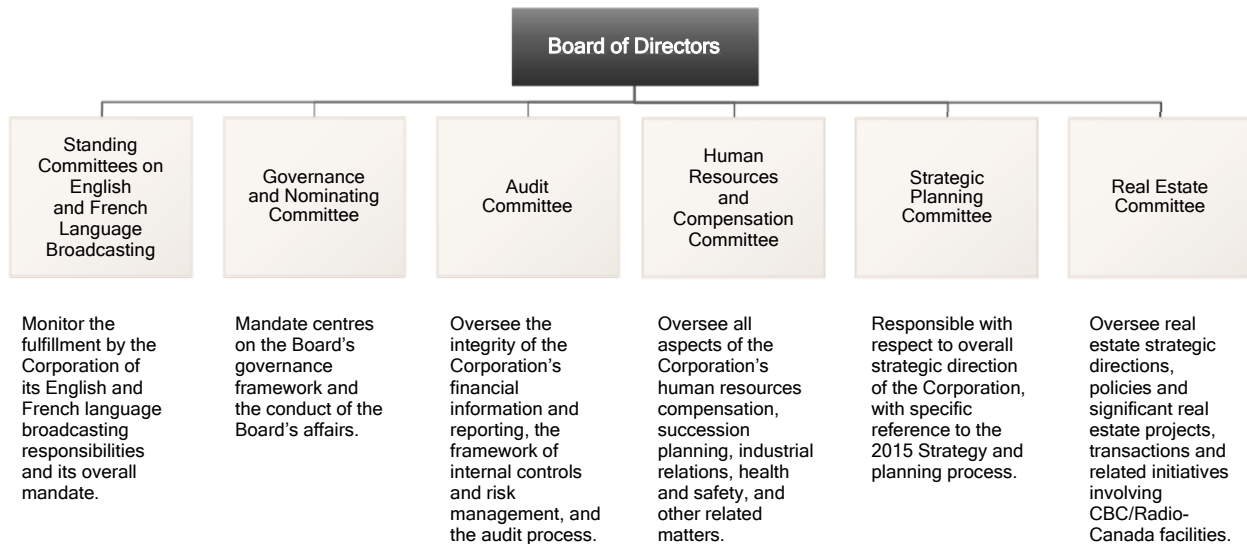 Board of Directors
Standing
Committees on
English
and French
Language
Broadcasting
Governance
and Nominating
Committee
Audit
Committee
Human
Resources
and
Compensation
Committee
Strategic
Planning
Committee
Real Estate
Committee
Monitor the
fulfillment by the
Corporation of
its English and
French language
broadcasting
responsibilities
and its overall
mandate.
Mandate centres
on the Board’s
governance
framework and
the conduct of the
Board’s affairs.
Oversee the
integrity of the
Corporation’s
financial
information and
reporting, the
framework of
internal controls
and risk
management, and
the audit process.
Oversee all
aspects of the
Corporation’s
human resources
compensation,
succession
planning, industrial
relations, health
and safety, and
other related
matters.
Responsible with
respect to overall
strategic direction
of the Corporation,
with specific
reference to the
2015 Strategy and
planning process.
Oversee real
estate strategic
directions,
policies and
significant real
estate projects,
transactions and
related initiatives
involving
CBC/Radio-
Canada facilities.